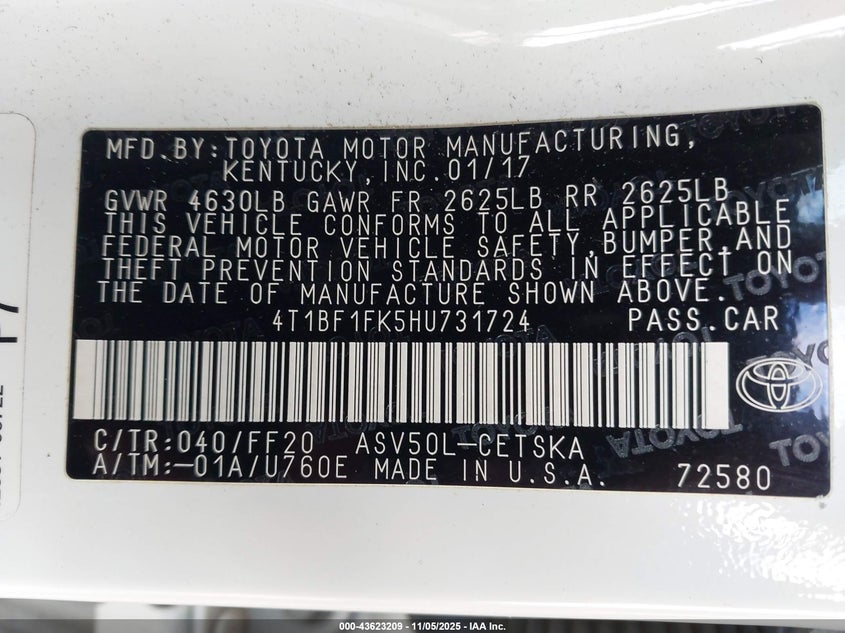 MFD.BY:TOYOTA MOTOR MANUFACTURING,
KENTUCKY, INC. 01/17
GVWR 4630LB GAWR FR 2625LB RR 2625LB
THIS VEHICLE CONFORMS TO ALL APPLICABLE
FEDERAL MOTOR VEHICLE SAFETY, BUMPER, AND
THEFT PREVENTION STANDARDS IN EFFECT ON
THE DATE OF MANUFACTURE SHOWN ABOVE.
4T1BF1FK5HU731724 PASS.CAR
C/TR:040/FF20 ASV50L-CETSKA
A/TM:-01A/U760E MADE IN U.S.A. 72580
000-43623209 - 11/05/2025 - IAA Inc.